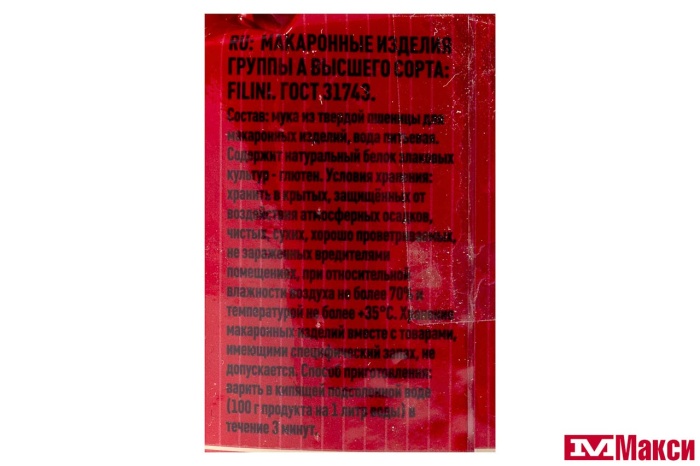 RU: МАКАРОННЫЕ ИЗДЕЛИЯ
ГРУППЫ А ВЫСШЕГО СОРТА:
FILINI. ГОСТ 31743.
Состав: мука из твердой пшеницы для
макаронных изделий, вода питьевая.
Содержит натуральный белок злаковых
культур - глютен. Условия хранения:
хранить в крытых, защищённых от
воздействия атмосферных осадков,
чистых, сухих, хорошо проветриваемых,
не зараженных вредителями
помещениях, при относительной
влажности воздуха не более 70% и
температурой не более +35°С. Хранение
макаронных изделий вместе с товарами,
имеющими специфический запах, не
допускается. Способ приготовления:
варить в кипящей подсоленной воде
(100 г продукта на 1 литр воды) в
течение 3 минут.
Макси